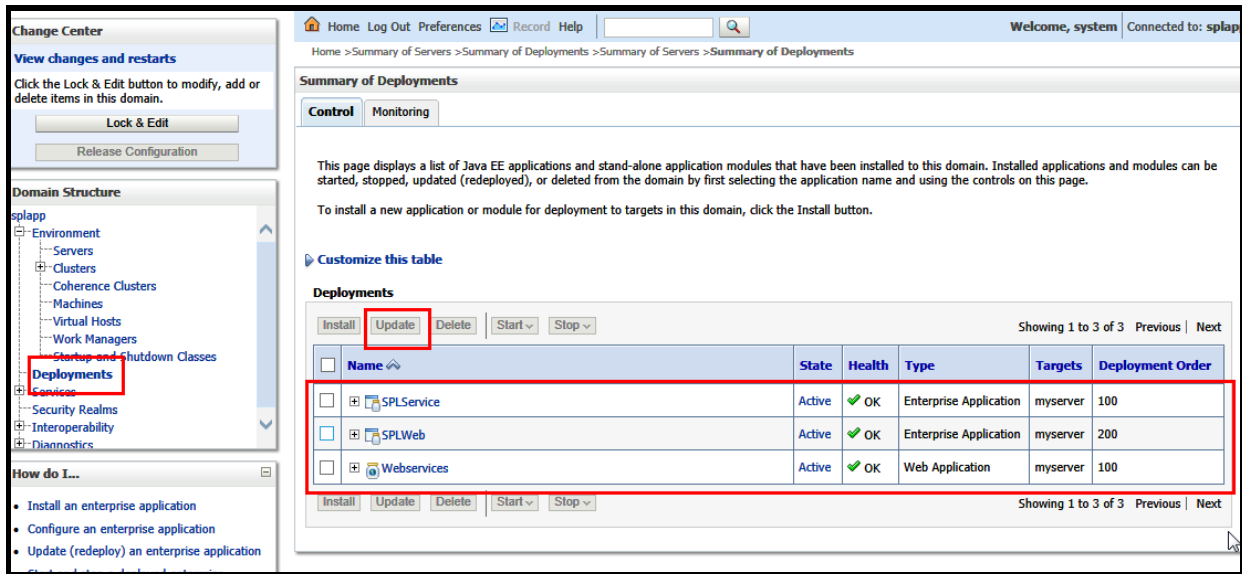 Change Center
View changes and restarts
Click the Lock & Edit button to modify, add or
delete items in this domain.
Lock & Edit
Release Configuration
Domain Structure
splapp
Environment
Servers
Clusters
Coherence Clusters
Machines
Virtual Hosts
Work Managers
Startup and Shutdown Classes
Deployments
Services
Security Realms
Interoperability
Diagnostics
How do I...
Install an enterprise application
Configure an enterprise application
Update (redeploy) an enterprise application
Home Log Out Preferences Record Help
Welcome, system Connected to: splap
Home >Summary of Servers >Summary of Deployments >Summary of Servers >Summary of Deployments
Summary of Deployments
Control Monitoring
This page displays a list of Java EE applications and stand-alone application modules that have been installed to this domain. Installed applications and modules can be
started, stopped, updated (redeployed), or deleted from the domain by first selecting the application name and using the controls on this page.
To install a new application or module for deployment to targets in this domain, click the Install button.
Customize this table
Deployments
Install Update Delete Start Stop Showing 1 to 3 of 3 Previous | Next
Name State Health Type Targets Deployment Order
SPLService Active OK Enterprise Application myserver 100
SPLWeb Active OK Enterprise Application myserver 200
Webservices Active OK Web Application myserver 100
Install Update Delete Start Stop Showing 1 to 3 of 3 Previous | Next